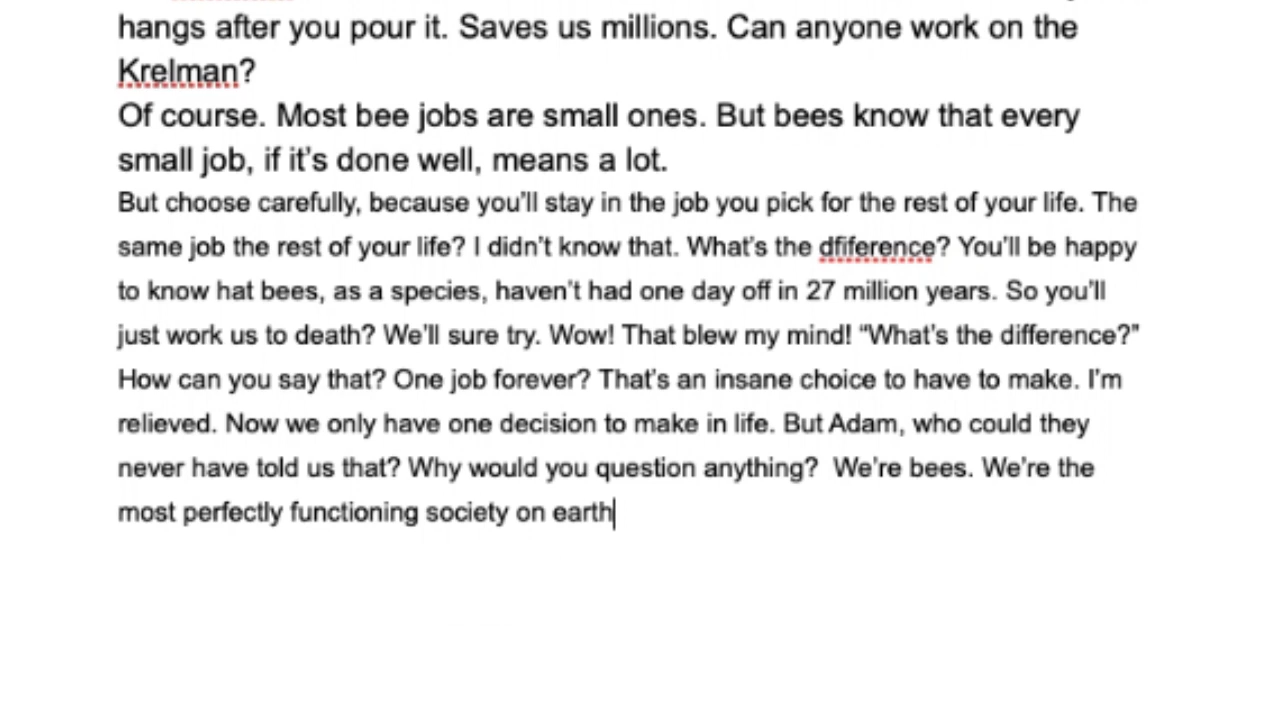 hangs after you pour it. Saves us millions. Can anyone work on the
Krelman?
Of course. Most bee jobs are small ones. But bees know that every
small job, if it’s done well, means a lot.
But choose carefully, because you’ll stay in the job you pick for the rest of your life. The
same job the rest of your life? I didn’t know that. What’s the dfiference? You’ll be happy
to know hat bees, as a species, haven’t had one day off in 27 million years. So you’ll
just work us to death? We’ll sure try. Wow! That blew my mind! “What’s the difference?”
How can you say that? One job forever? That’s an insane choice to have to make. I’m
relieved. Now we only have one decision to make in life. But Adam, who could they
never have told us that? Why would you question anything?  We’re bees. We’re the
most perfectly functioning society on earth